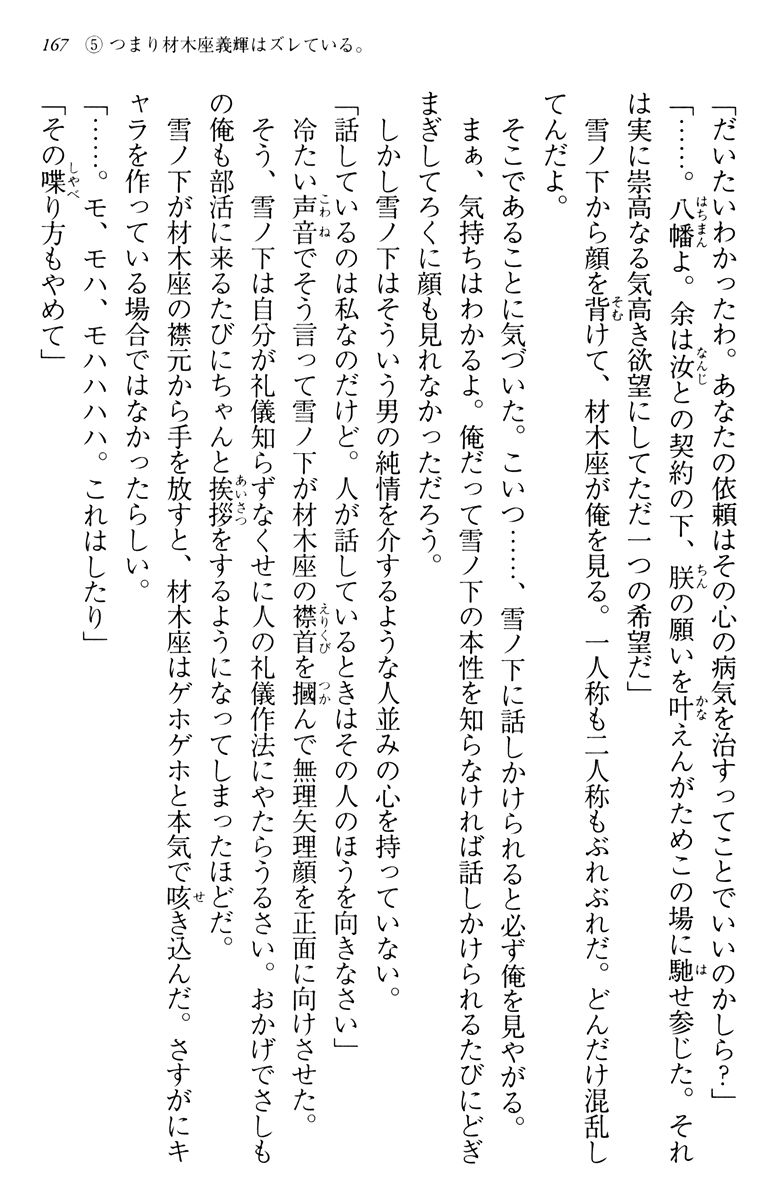 167 ⑤ つまり材木座義輝はズレている。
「だいたいわかったわ。あなたの依頼はその心の病気を治すってことでいいのかしら?」
「……。八幡よ。余は汝との契約の下、朕の願いを叶えんがためこの場に馳せ参じた。それ
は実に崇高なる気高き欲望にしてただ一つの希望だ」
雪ノ下から顔を背けて、材木座が俺を見る。一人称も二人称もぶれぶれだ。どんだけ混乱し
てんだよ。
そこであることに気づいた。こいつ……、雪ノ下に話しかけられると必ず俺を見やがる。
まぁ、気持ちはわかるよ。俺だって雪ノ下の本性を知らなければ話しかけられるたびにどぎ
まぎしてろくに顔も見れなかっただろう。
しかし雪ノ下はそういう男の純情を介するような人並みの心を持っていない。
「話しているのは私なのだけど。人が話しているときはその人のほうを向きなさい」
冷たい声音でそう言って雪ノ下が材木座の襟首を摑んで無理矢理顔を正面に向けさせた。
そう、雪ノ下は自分が礼儀知らずなくせに人の礼儀作法にやたらうるさい。おかげでさしも
の俺も部活に来るたびにちゃんと挨拶をするようになってしまったほどだ。
雪ノ下が材木座の襟元から手を放すと、材木座はゲホゲホと本気で咳き込んだ。さすがにキ
ャラを作っている場合ではなかったらしい。
「……。モ、モハ、モハハハハ。これはしたり」
「その喋り方もやめて」